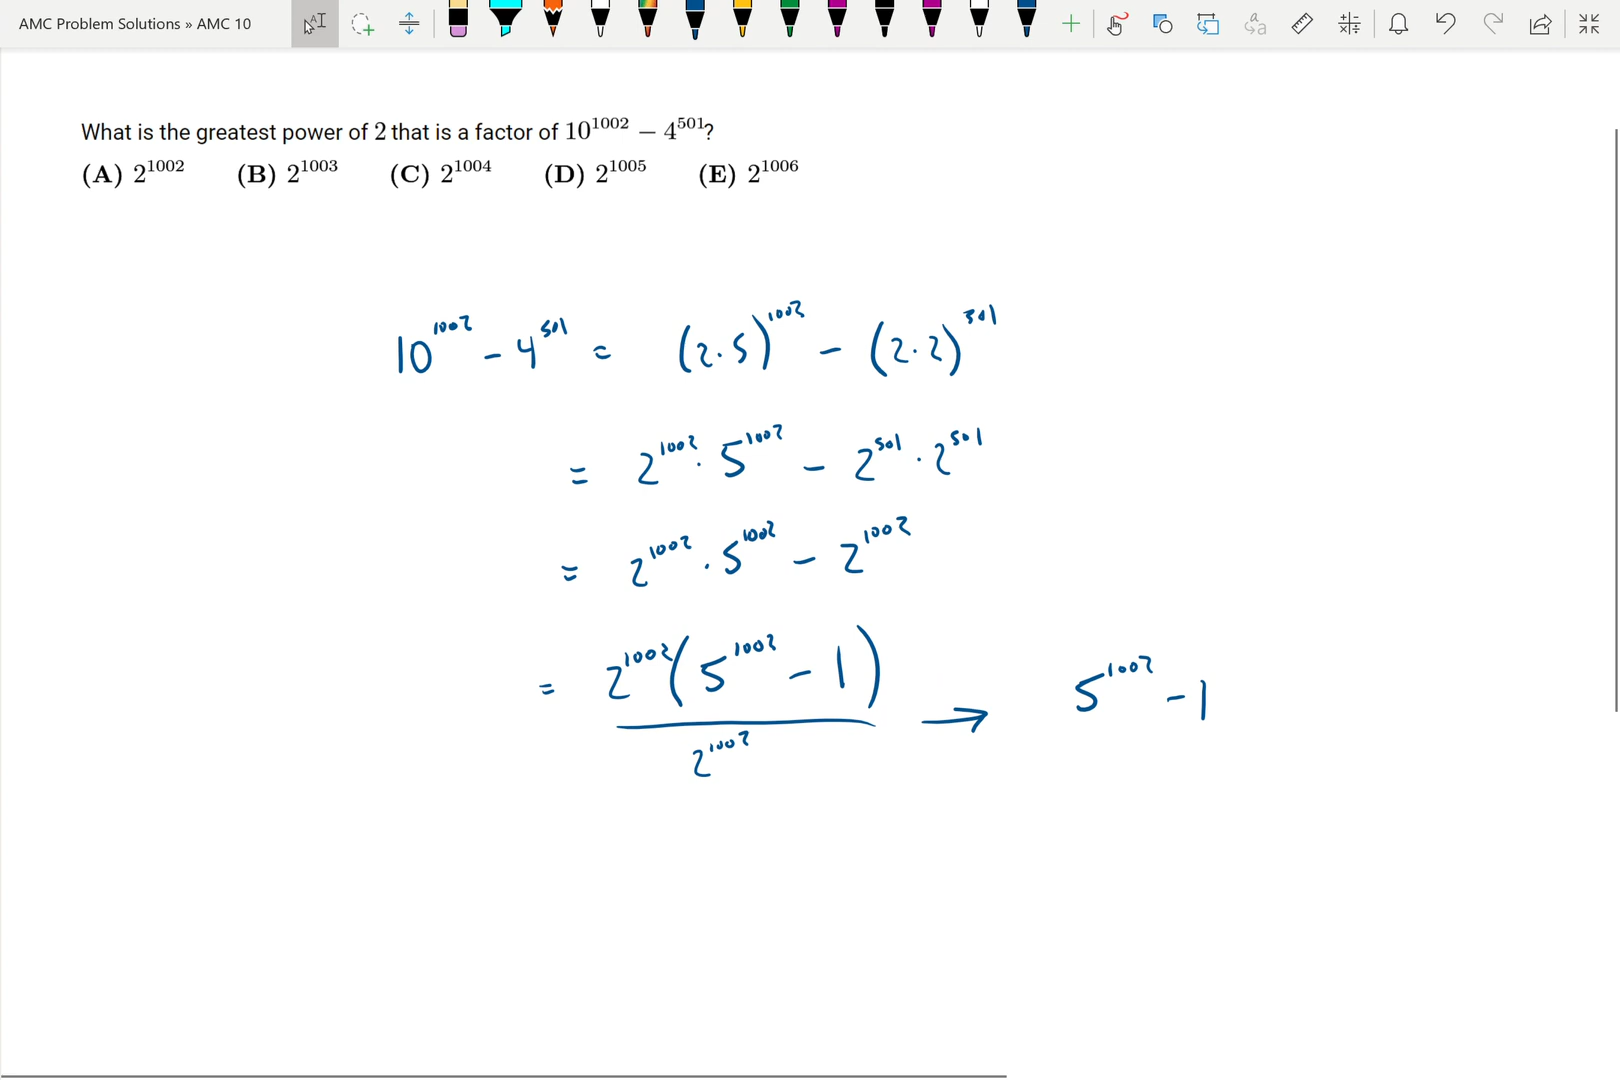 AMC Problem Solutions » AMC 10
What is the greatest power of 2 that is a factor of 10^1002 − 4^501?
(A) 2^1002 (B) 2^1003 (C) 2^1004 (D) 2^1005 (E) 2^1006
10^1002 - 4^501 = (2·5)^1002 - (2·2)^501
= 2^1002 · 5^1002 - 2^501 · 2^501
= 2^1002 · 5^1002 - 2^1002
= 2^1002 (5^1002 - 1) → 5^1002 - 1
2^1002